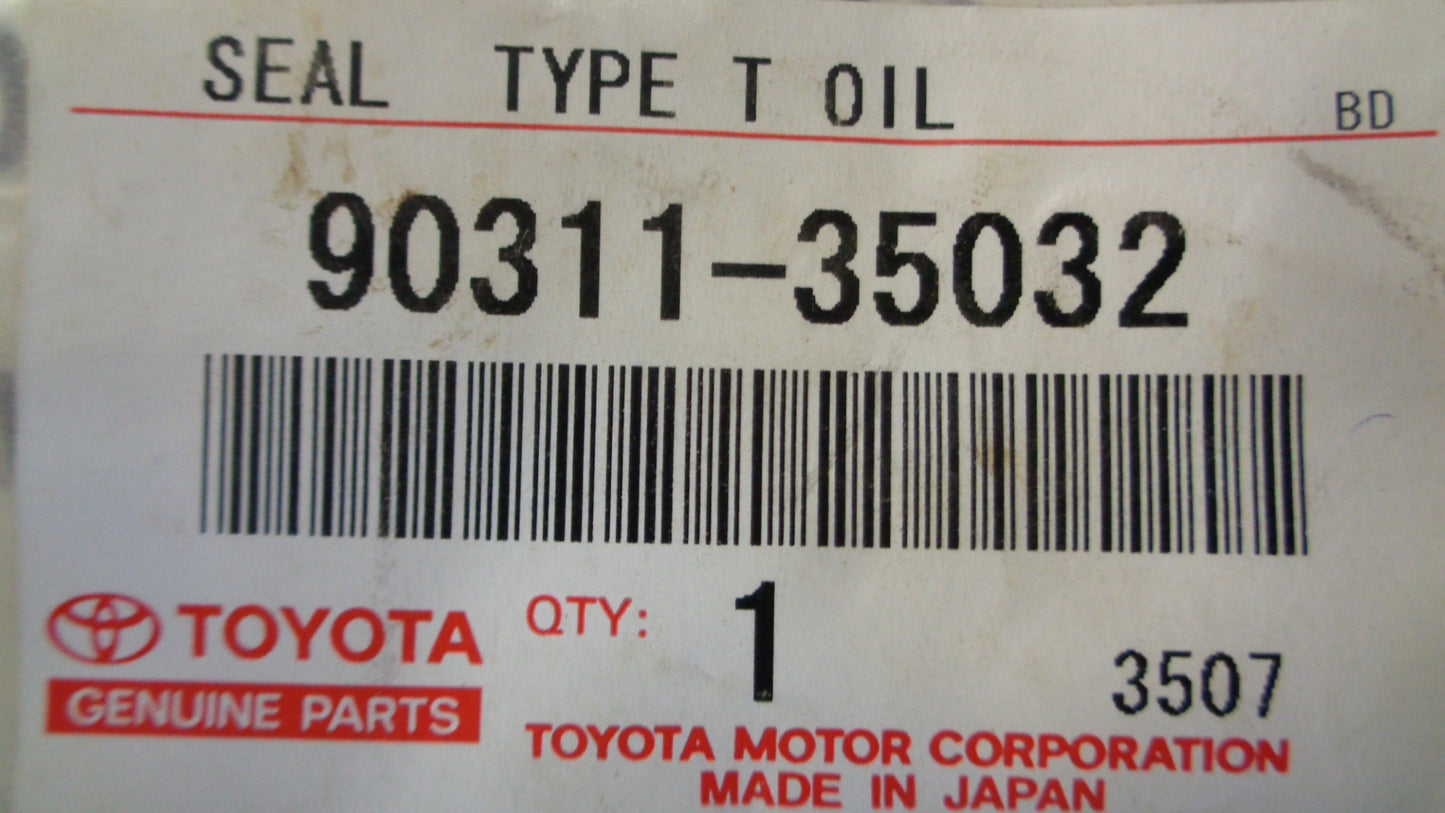 SEAL TYPE T OIL BD
90311-35032
TOYOTA QTY: 1
GENUINE PARTS 3507
TOYOTA MOTOR CORPORATION
MADE IN JAPAN